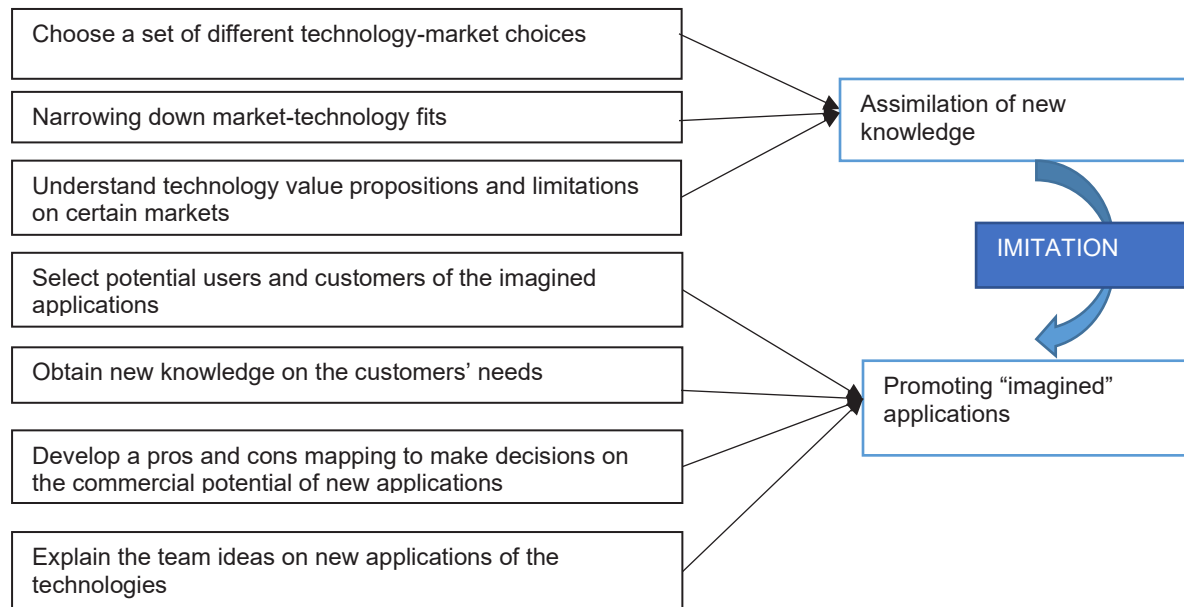 Choose a set of different technology-market choices
Narrowing down market-technology fits
Understand technology value propositions and limitations
on certain markets
Select potential users and customers of the imagined
applications
Obtain new knowledge on the customers’ needs
Develop a pros and cons mapping to make decisions on
the commercial potential of new applications
Explain the team ideas on new applications of the
technologies
Assimilation of new
knowledge
IMITATION
Promoting “imagined”
applications